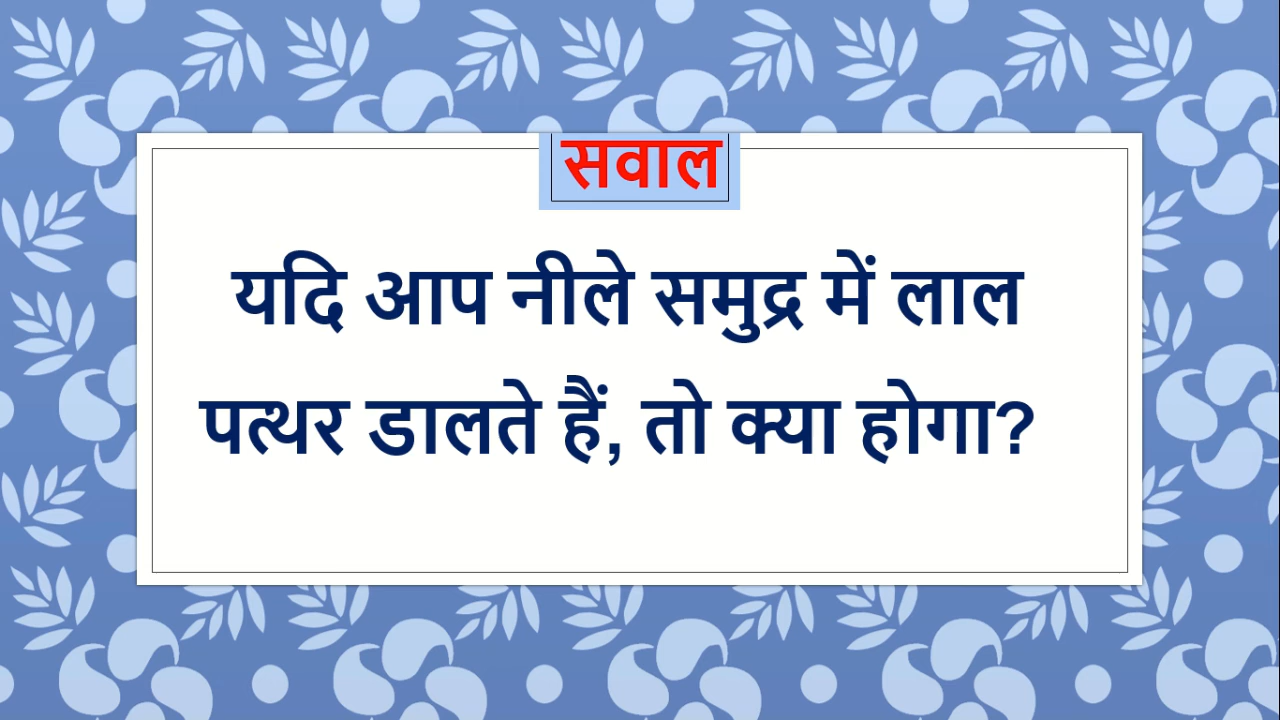 सवाल
यदि आप नीले समुद्र में लाल
पत्थर डालते हैं, तो क्या होगा?